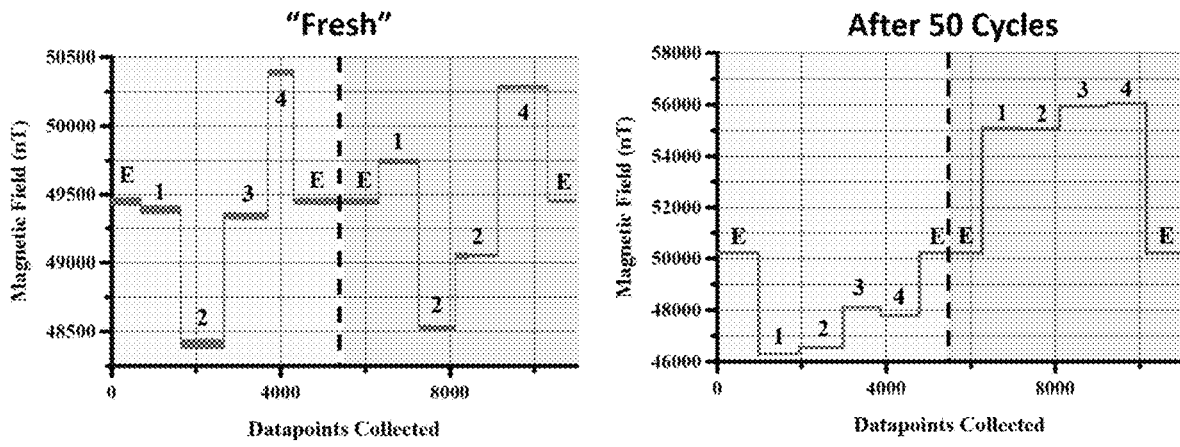 “Fresh”
50500
50000
49500
49000
48500
Magnetic Field (nT)
E
1
2
3
4
E
E
1
2
2
4
E
0
4000
8000
Datapoints Collected
After 50 Cycles
58000
56000
54000
52000
50000
48000
46000
Magnetic Field (nT)
E
1
2
3
4
E
E
1
2
3
4
E
0
4000
8000
Datapoints Collected